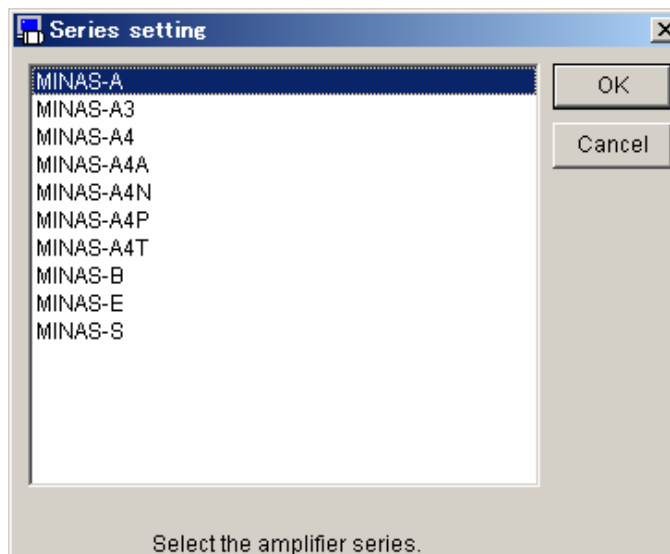 Series setting
MINAS-A
MINAS-A3
MINAS-A4
MINAS-A4A
MINAS-A4N
MINAS-A4P
MINAS-A4T
MINAS-B
MINAS-E
MINAS-S
OK
Cancel
Select the amplifier series.